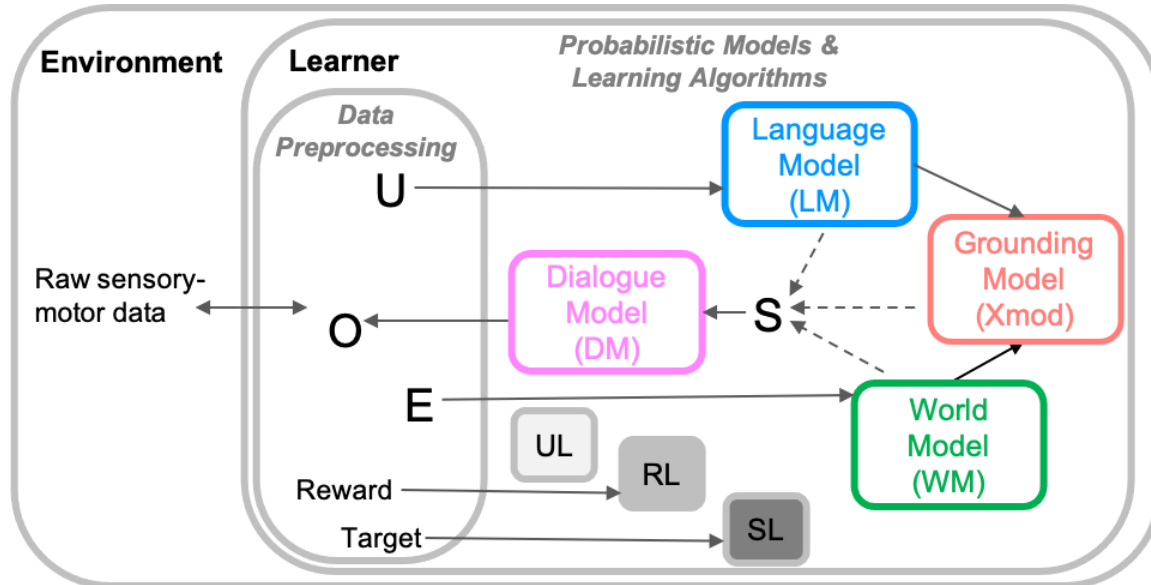 Environment
Learner
Probabilistic Models &
Learning Algorithms
Data
Preprocessing
U
Language
Model
(LM)
Grounding
Model
(Xmod)
Raw sensory-
motor data
O
Dialogue
Model
(DM)
S
E
World
Model
(WM)
UL
Reward
RL
Target
SL